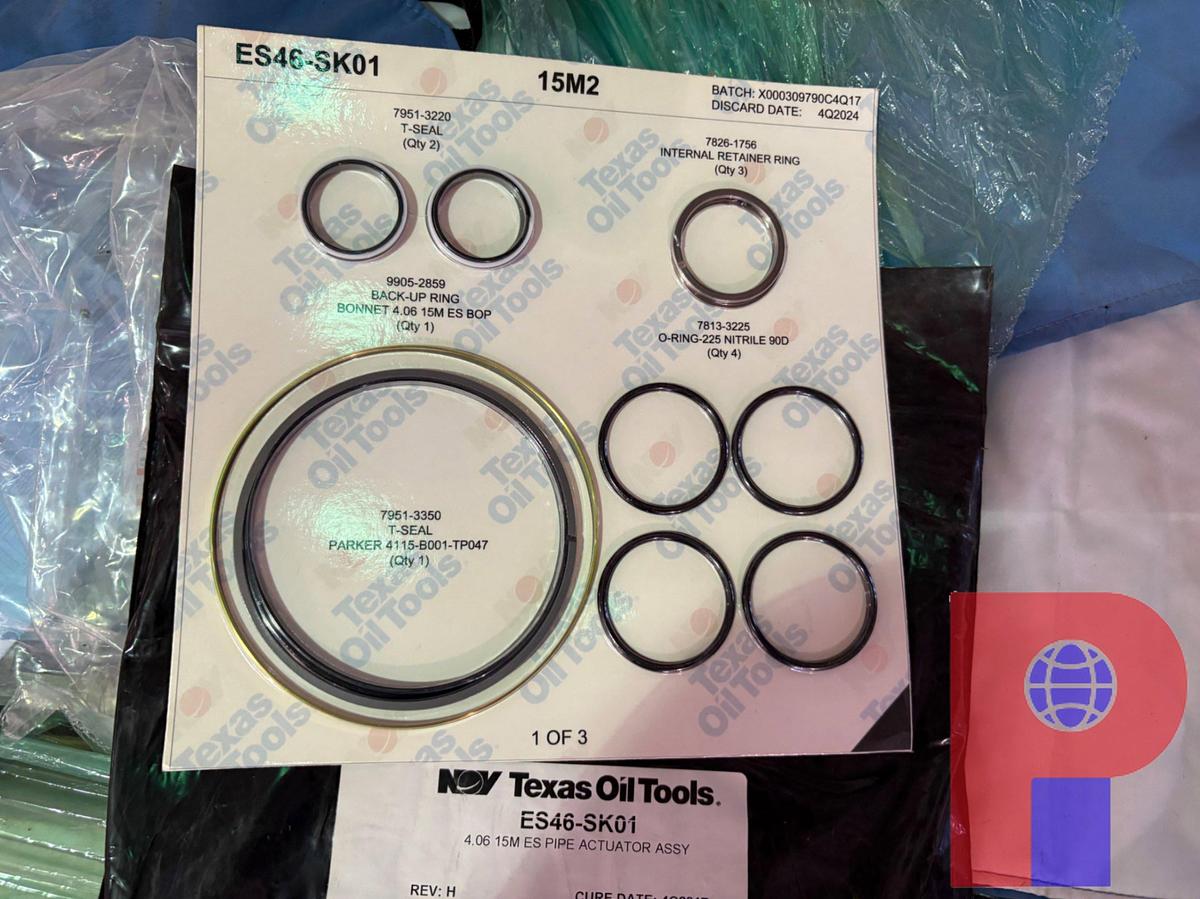 ES46-SK01
15M2
BATCH: X000309790C4Q17
DISCARD DATE: 4Q2024
7951-3220
T-SEAL
(Qty 2)
7826-1756
INTERNAL RETAINER RING
(Qty 3)
9905-2859
BACK-UP RING
BONNET 4.06 15M ES BOP
(Qty 1)
7813-3225
O-RING-225 NITRILE 90D
(Qty 4)
7951-3350
T-SEAL
PARKER 4115-B001-TP047
(Qty 1)
1 OF 3
NOV Texas Oil Tools.
ES46-SK01
4.06 15M ES PIPE ACTUATOR ASSY
REV: H
CURE DATE: